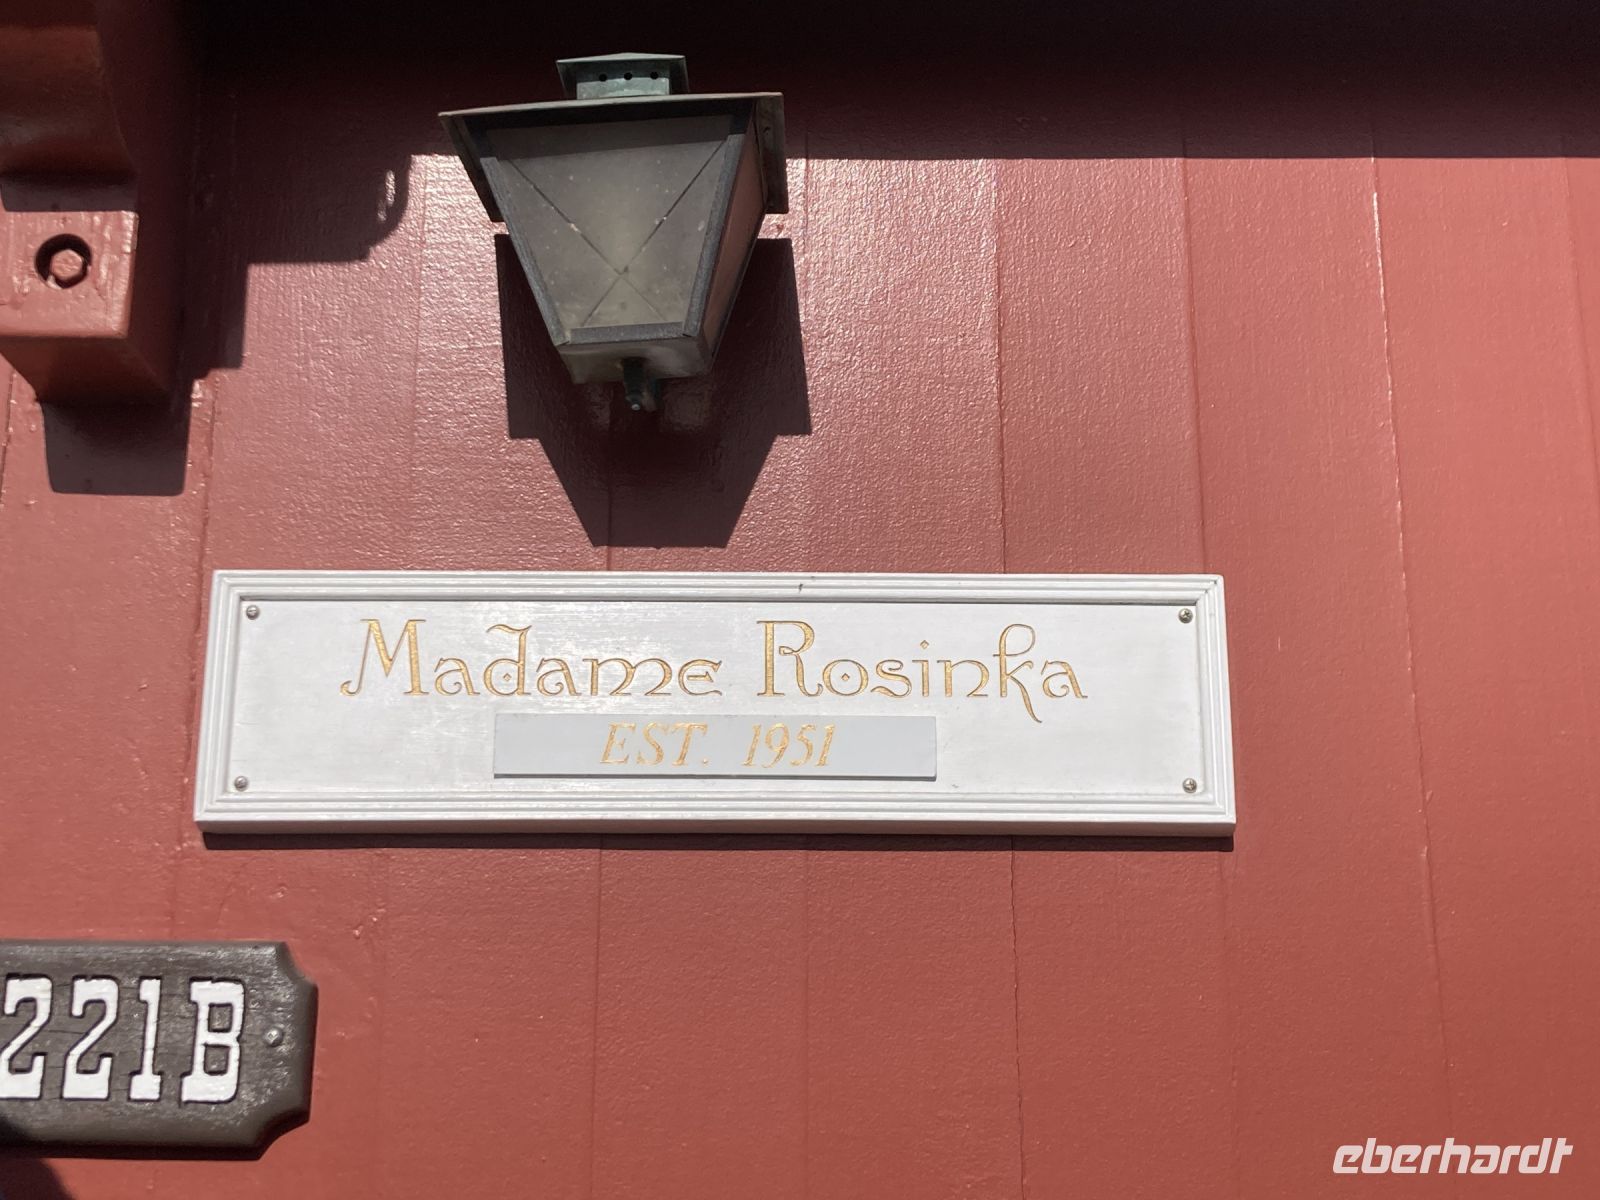 Madame Rosinka
EST. 1951
221B
eberhardt